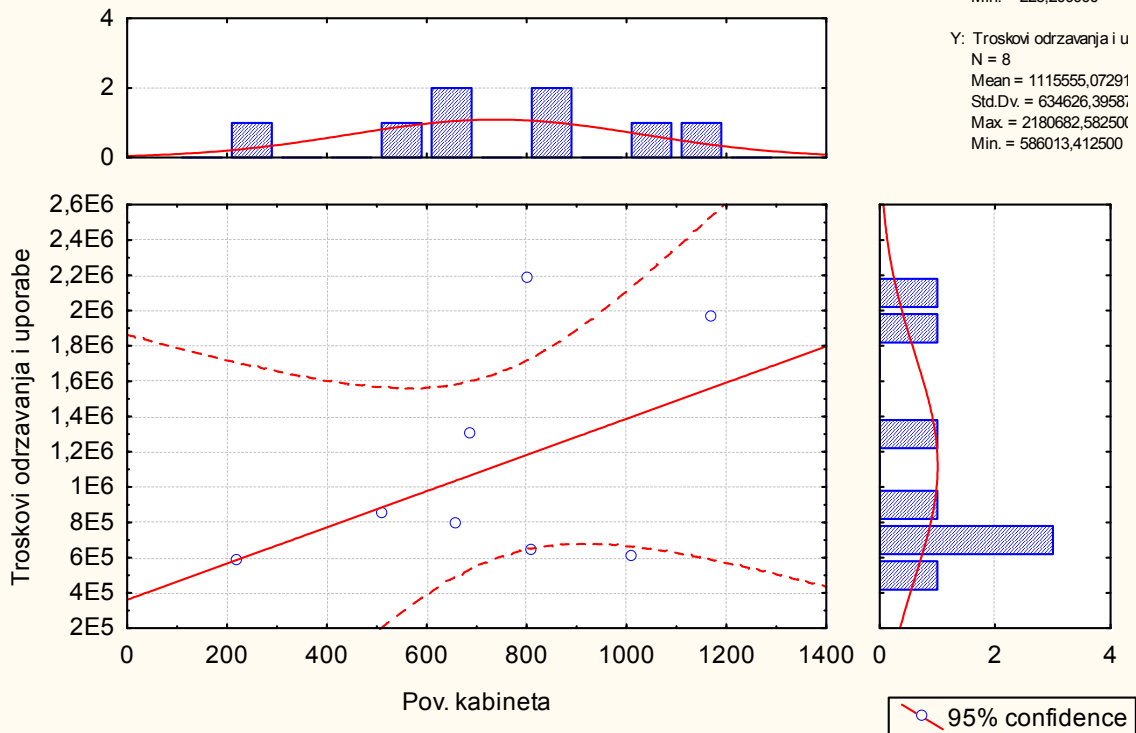 Y: Troskovi odrzavanja i u
N = 8
Mean = 1115555,07291
Std.Dv. = 634626,39587
Max. = 2180682,58250
Min. = 586013,412500
4
2
0
2,6E6
2,4E6
2,2E6
2E6
1,8E6
1,6E6
1,4E6
1,2E6
1E6
8E5
6E5
4E5
2E5
Troskovi odrzavanja i uporabe
0 200 400 600 800 1000 1200 1400
Pov. kabineta
0 2 4
95% confidence